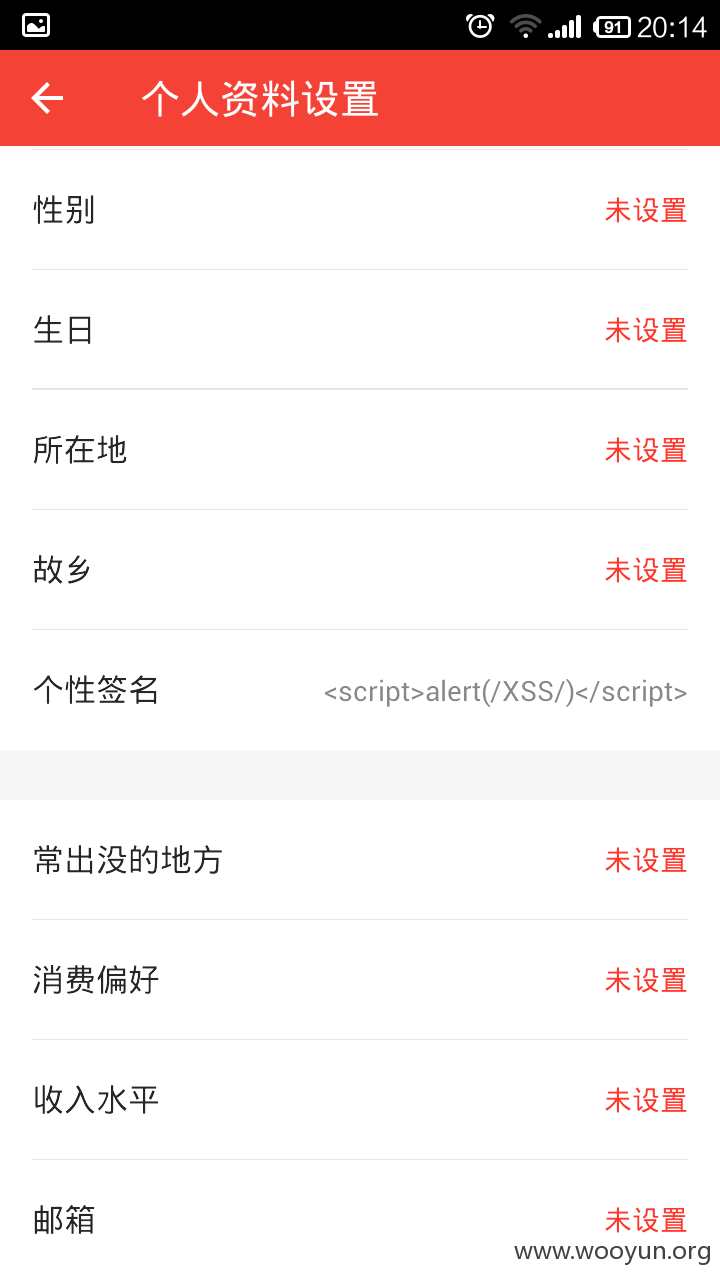 91 20:14
个人资料设置
性别 未设置
生日 未设置
所在地 未设置
故乡 未设置
个性签名 <script>alert(/XSS/)</script>
常出没的地方 未设置
消费偏好 未设置
收入水平 未设置
邮箱 未设置
www.wooyun.org